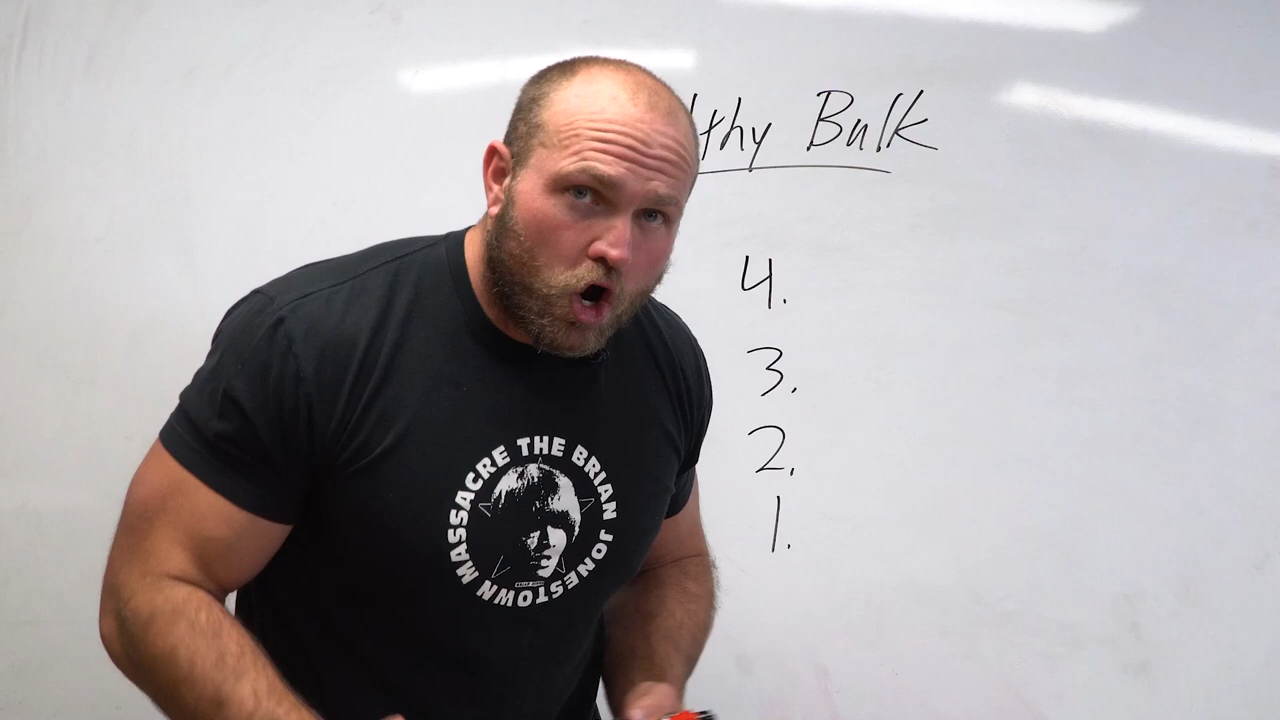 thy Bulk
4.
3.
2.
1.
THE BRIAN JONESTOWN MASSACRE